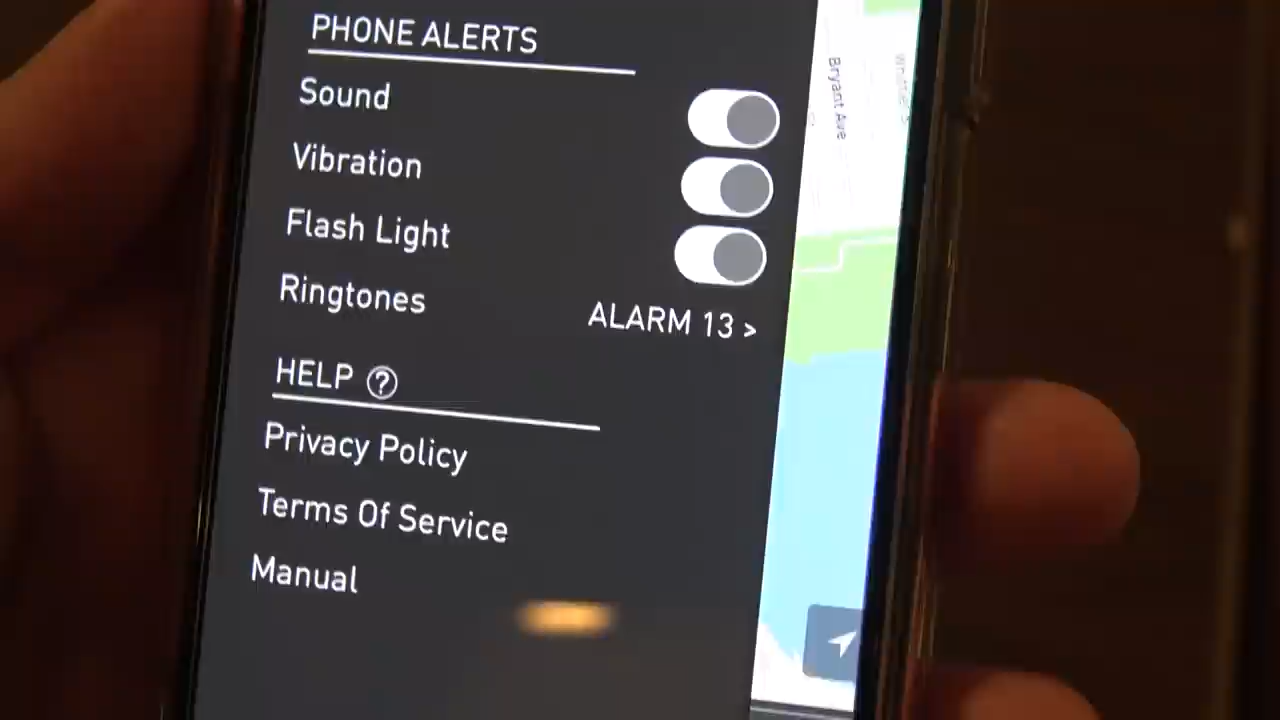 PHONE ALERTS
Sound
Vibration
Flash Light
Ringtones
ALARM 13 >
HELP ?
Privacy Policy
Terms Of Service
Manual
Bryant Ave